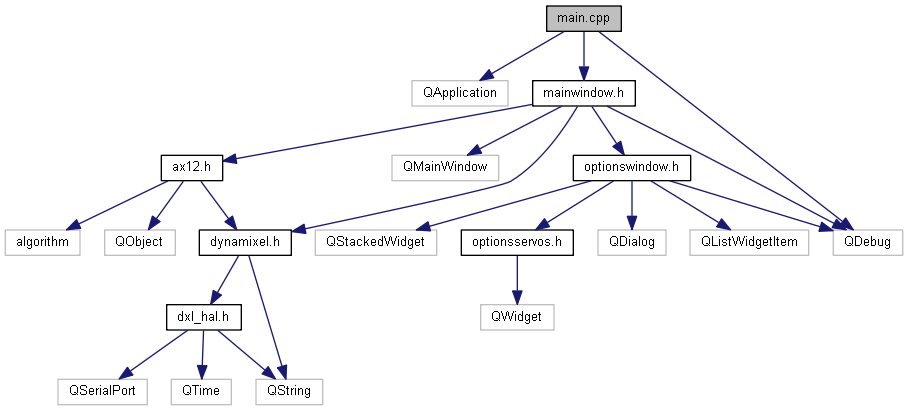 main.cpp
QApplication
mainwindow.h
ax12.h
QMainWindow
optionswindow.h
algorithm
QObject
dynamixel.h
QStackedWidget
optionsservos.h
QDialog
QListWidgetItem
QDebug
dxl_hal.h
QWidget
QSerialPort
QTime
QString